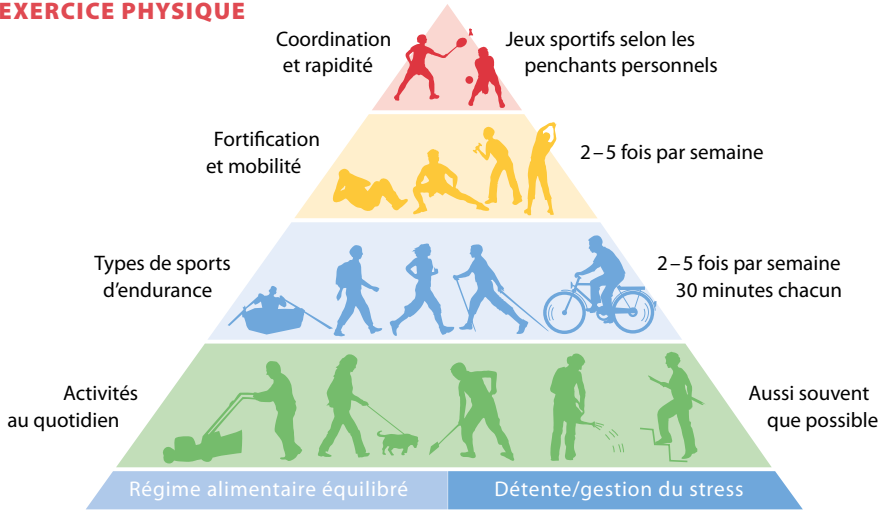 EXERCICE PHYSIQUE
Coordination
et rapidité
Jeux sportifs selon les
penchants personnels
Fortification
et mobilité
2–5 fois par semaine
Types de sports
d’endurance
2–5 fois par semaine
30 minutes chacun
Activités
au quotidien
Aussi souvent
que possible
Régime alimentaire équilibré
Détente/gestion du stress